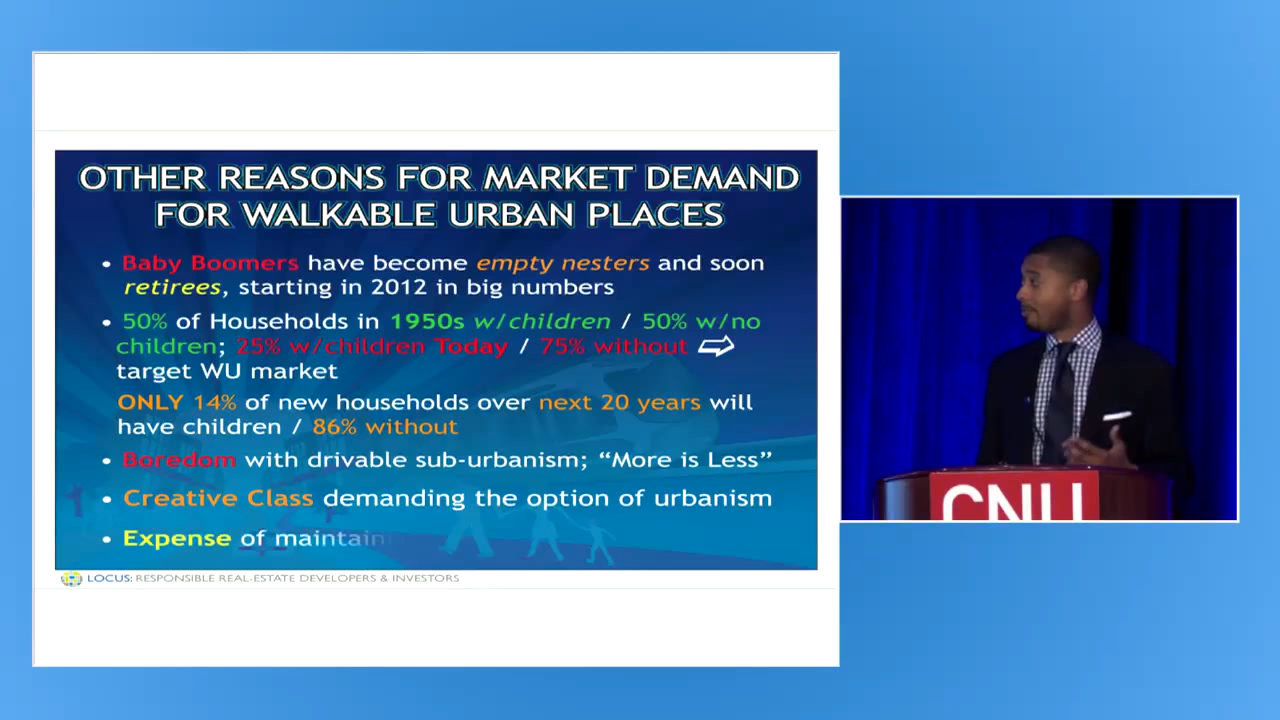 OTHER REASONS FOR MARKET DEMAND
FOR WALKABLE URBAN PLACES
• Baby Boomers have become empty nesters and soon
retirees, starting in 2012 in big numbers
• 50% of Households in 1950s w/children / 50% w/no
children; 25% w/children Today / 75% without ⇨
target WU market
ONLY 14% of new households over next 20 years will
have children / 86% without
• Boredom with drivable sub-urbanism; “More is Less”
• Creative Class demanding the option of urbanism
• Expense of maintain
LOCUS: RESPONSIBLE REAL-ESTATE DEVELOPERS & INVESTORS
CNU